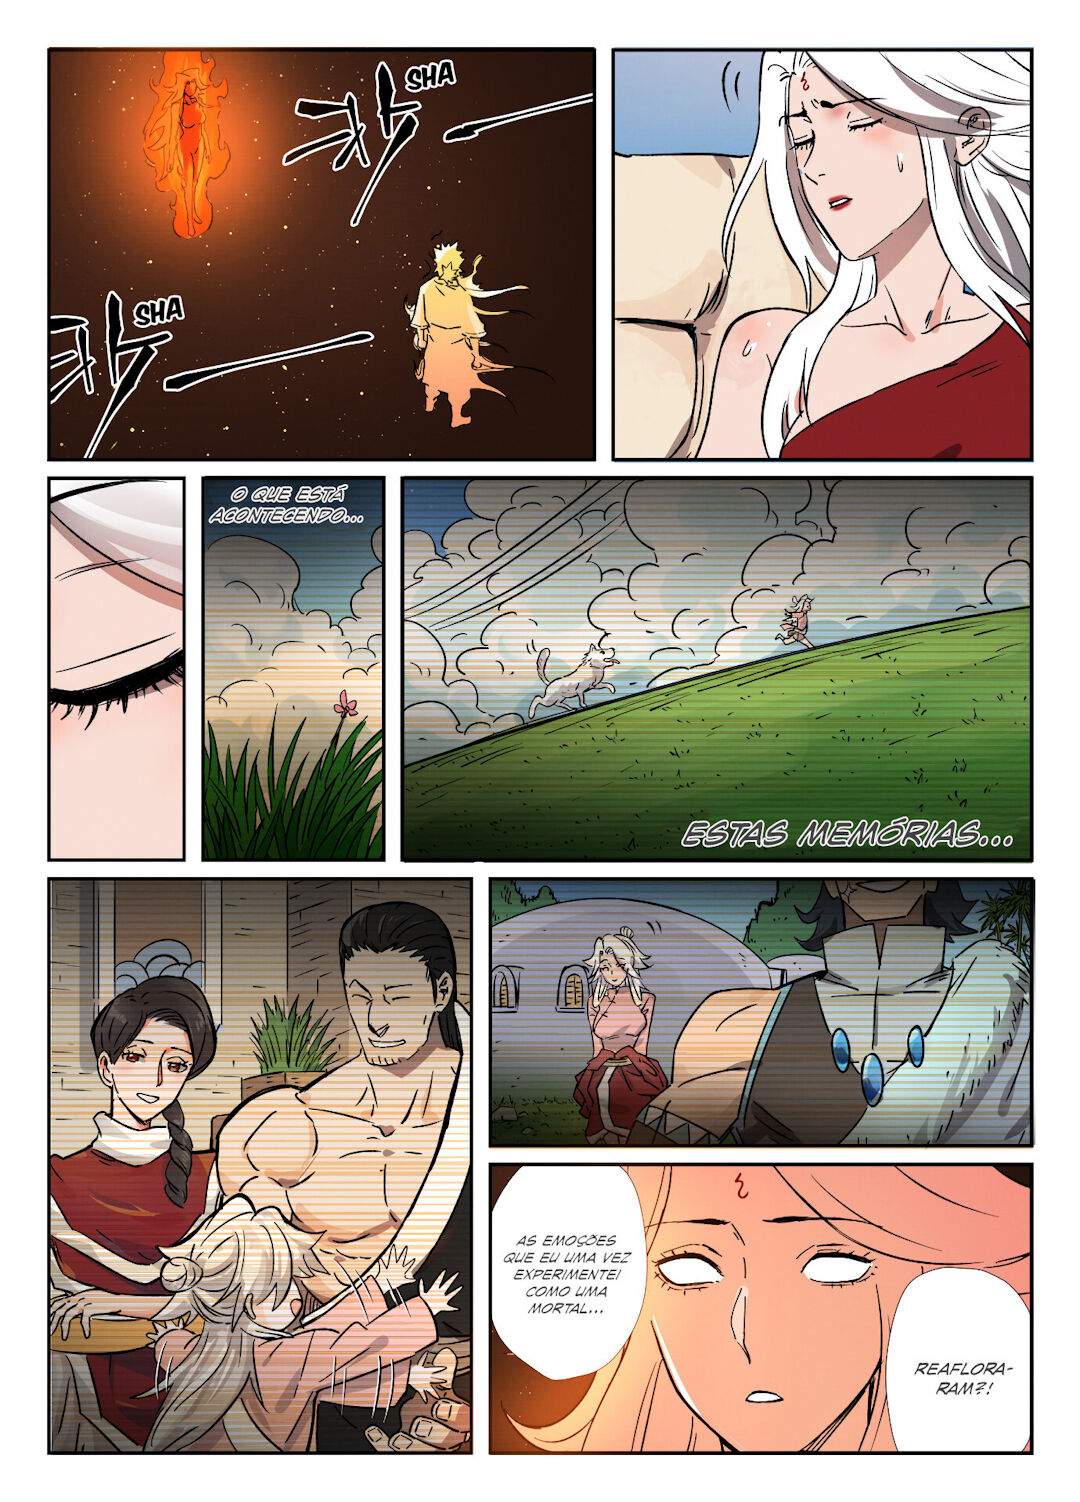 SHA
SHA
O QUE ESTÁ
ACONTECENDO...
ESTAS MEMÓRIAS...
AS EMOÇÕES
QUE EU UMA VEZ
EXPERIMENTEI
COMO UMA
MORTAL...
REAFLORA-
RAM?!